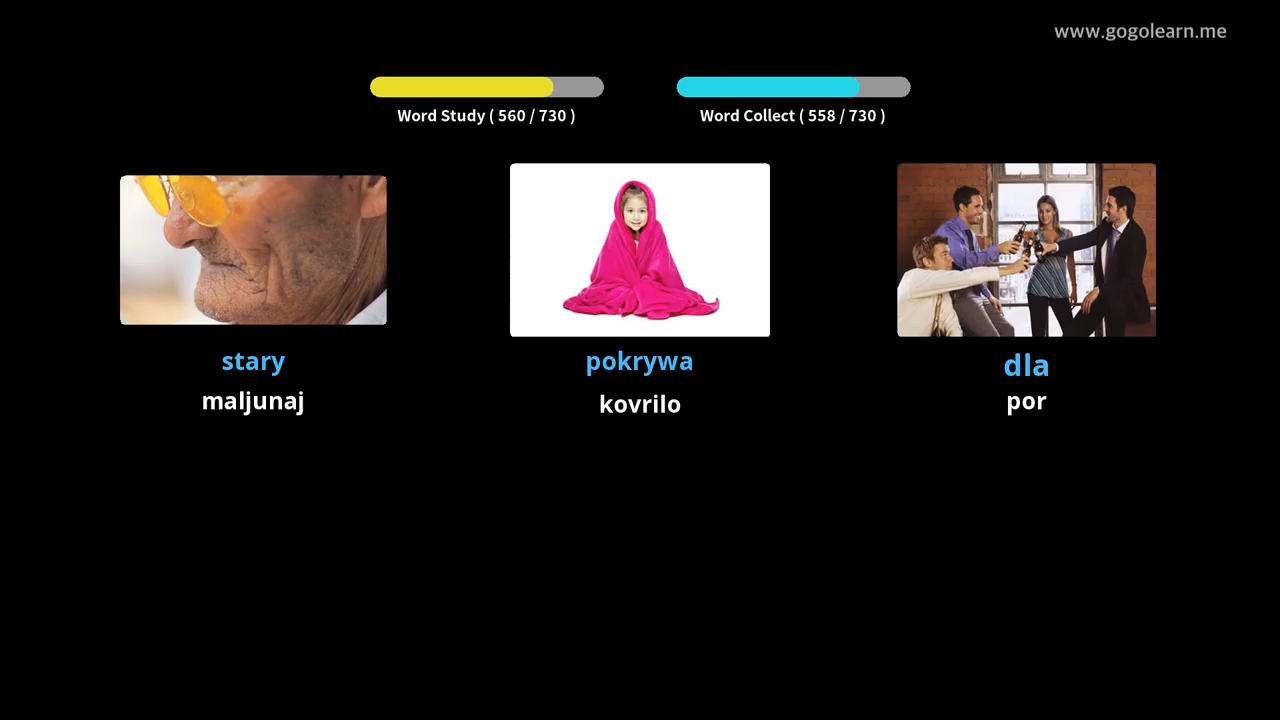 www.gogolearn.me
Word Study ( 560 / 730 )
Word Collect ( 558 / 730 )
stary
pokrywa
dla
maljunaj
kovrilo
por